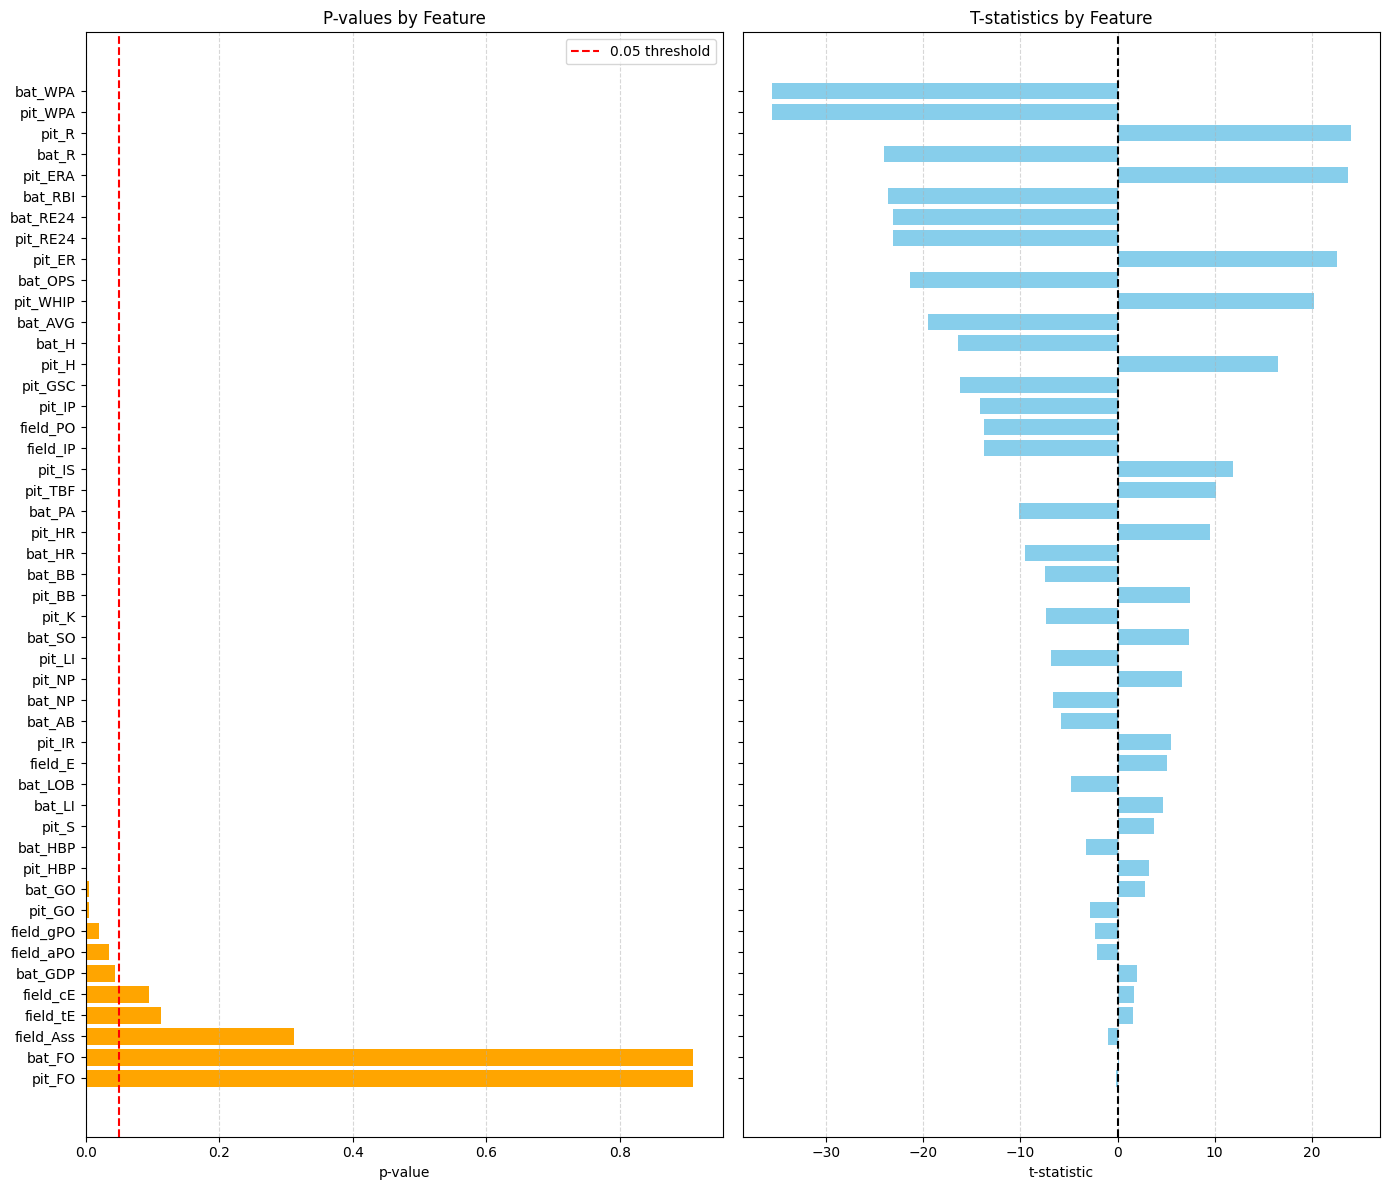 P-values by Feature
T-statistics by Feature
0.05 threshold
bat_WPA
pit_WPA
pit_R
bat_R
pit_ERA
bat_RBI
bat_RE24
pit_RE24
pit_ER
bat_OPS
pit_WHIP
bat_AVG
bat_H
pit_H
pit_GSC
pit_IP
field_PO
field_IP
pit_IS
pit_TBF
bat_PA
pit_HR
bat_HR
bat_BB
pit_BB
pit_K
bat_SO
pit_LI
pit_NP
bat_NP
bat_AB
pit_IR
field_E
bat_LOB
bat_LI
pit_S
bat_HBP
pit_HBP
bat_GO
pit_GO
field_gPO
field_aPO
bat_GDP
field_cE
field_tE
field_Ass
bat_FO
pit_FO
0.0 0.2 0.4 0.6 0.8
p-value
−30 −20 −10 0 10 20
t-statistic